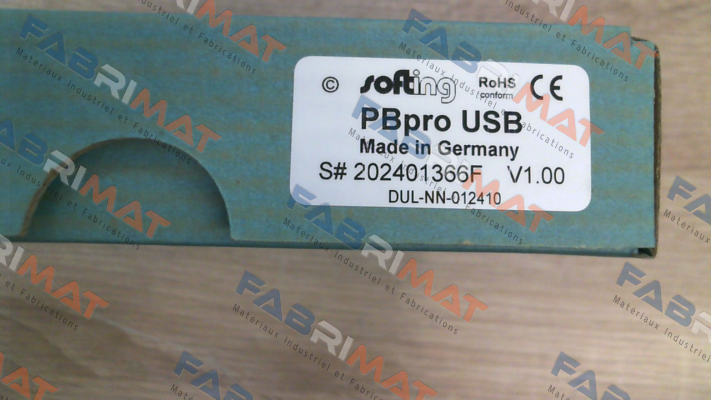 © softing RoHS conform CE
PBpro USB
Made in Germany
S# 202401366F V1.00
DUL-NN-012410
FABRIMAT
Matériaux Industriel et Fabrications